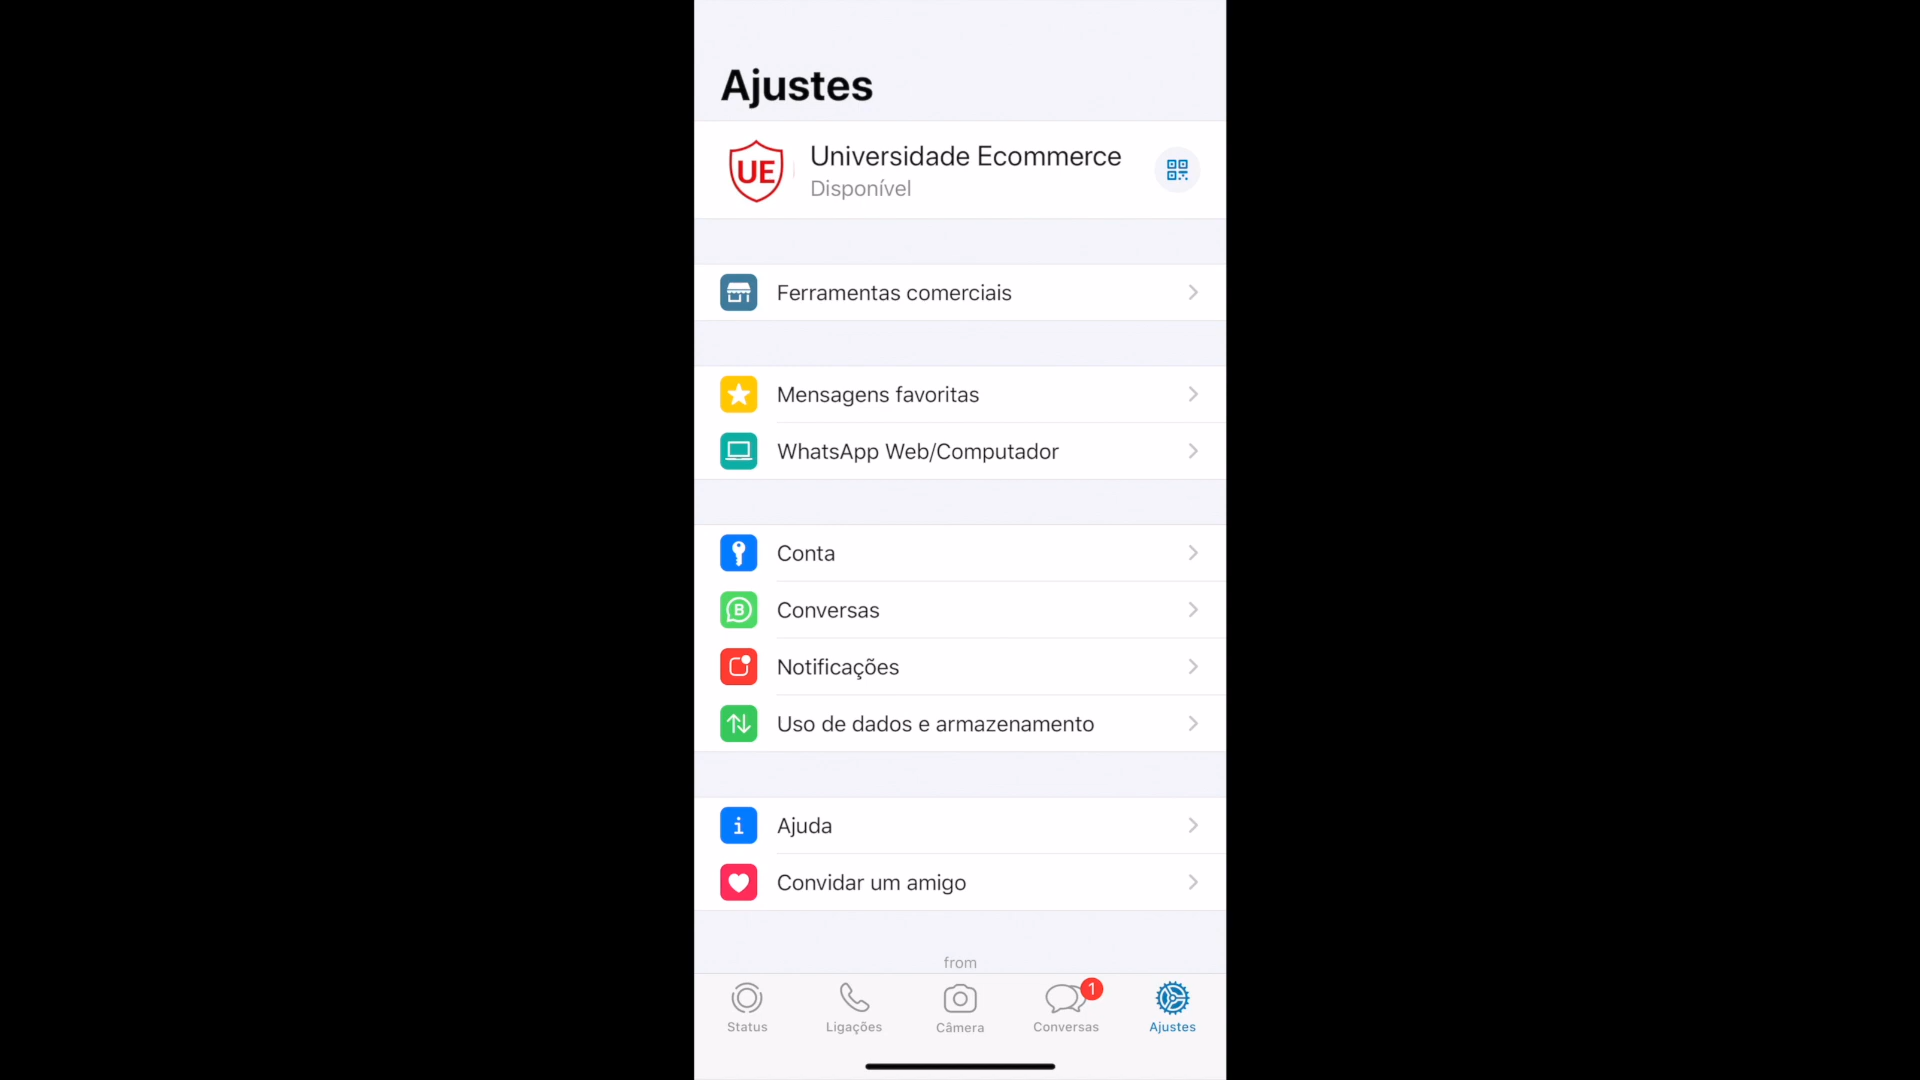 Ajustes
UE
Universidade Ecommerce
Disponível
Ferramentas comerciais
Mensagens favoritas
WhatsApp Web/Computador
Conta
B
Conversas
Notificações
Uso de dados e armazenamento
i
Ajuda
Convidar um amigo
from
1
Status
Ligações
Câmera
Conversas
Ajustes